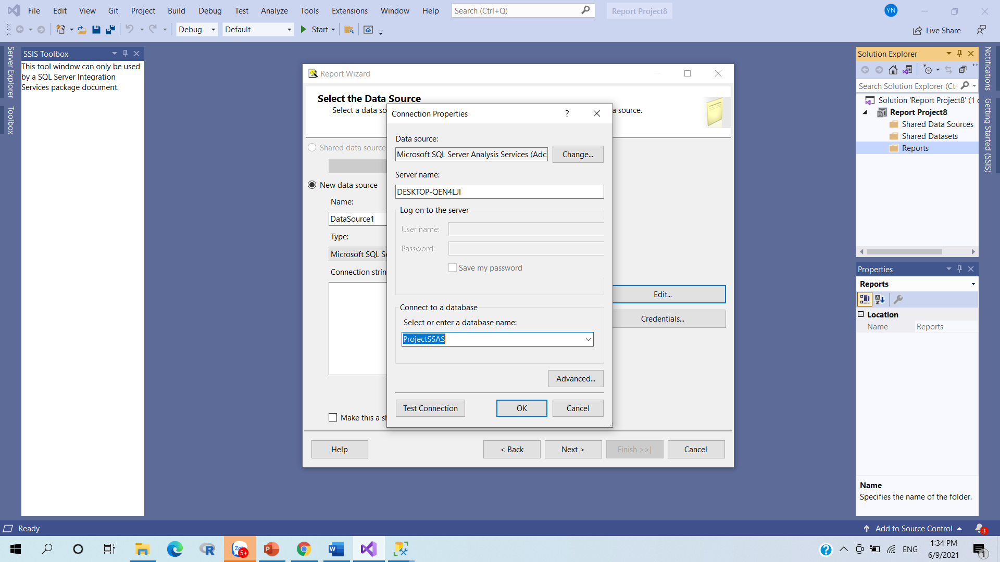 File Edit View Git Project Build Debug Test Analyze Tools Extensions Window Help Search (Ctrl+Q) Report Project8 YN
Debug Default Start Live Share
Server Explorer
Toolbox
SSIS Toolbox
This tool window can only be used
by a SQL Server Integration
Services package document.
Report Wizard
Select the Data Source
Select a data so
a source.
Shared data source
New data source
Name:
DataSource1
Type:
Microsoft SQL Se
Connection strin
Edit...
Credentials...
Make this a sh
Help < Back Next > Finish >>| Cancel
Connection Properties ?
Data source:
Microsoft SQL Server Analysis Services (Adc Change...
Server name:
DESKTOP-QEN4LJI
Log on to the server
User name:
Password:
Save my password
Connect to a database
Select or enter a database name:
ProjectSSAS
Advanced...
Test Connection OK Cancel
Solution Explorer
Search Solution Explorer (Ctr
Solution 'Report Project8' (1
Report Project8
Shared Data Sources
Shared Datasets
Reports
Properties
Reports
Location
Name Reports
Name
Specifies the name of the folder.
Notifications
Getting Started (SSIS)
Ready Add to Source Control 3
5+ ENG 1:34 PM
6/9/2021 1